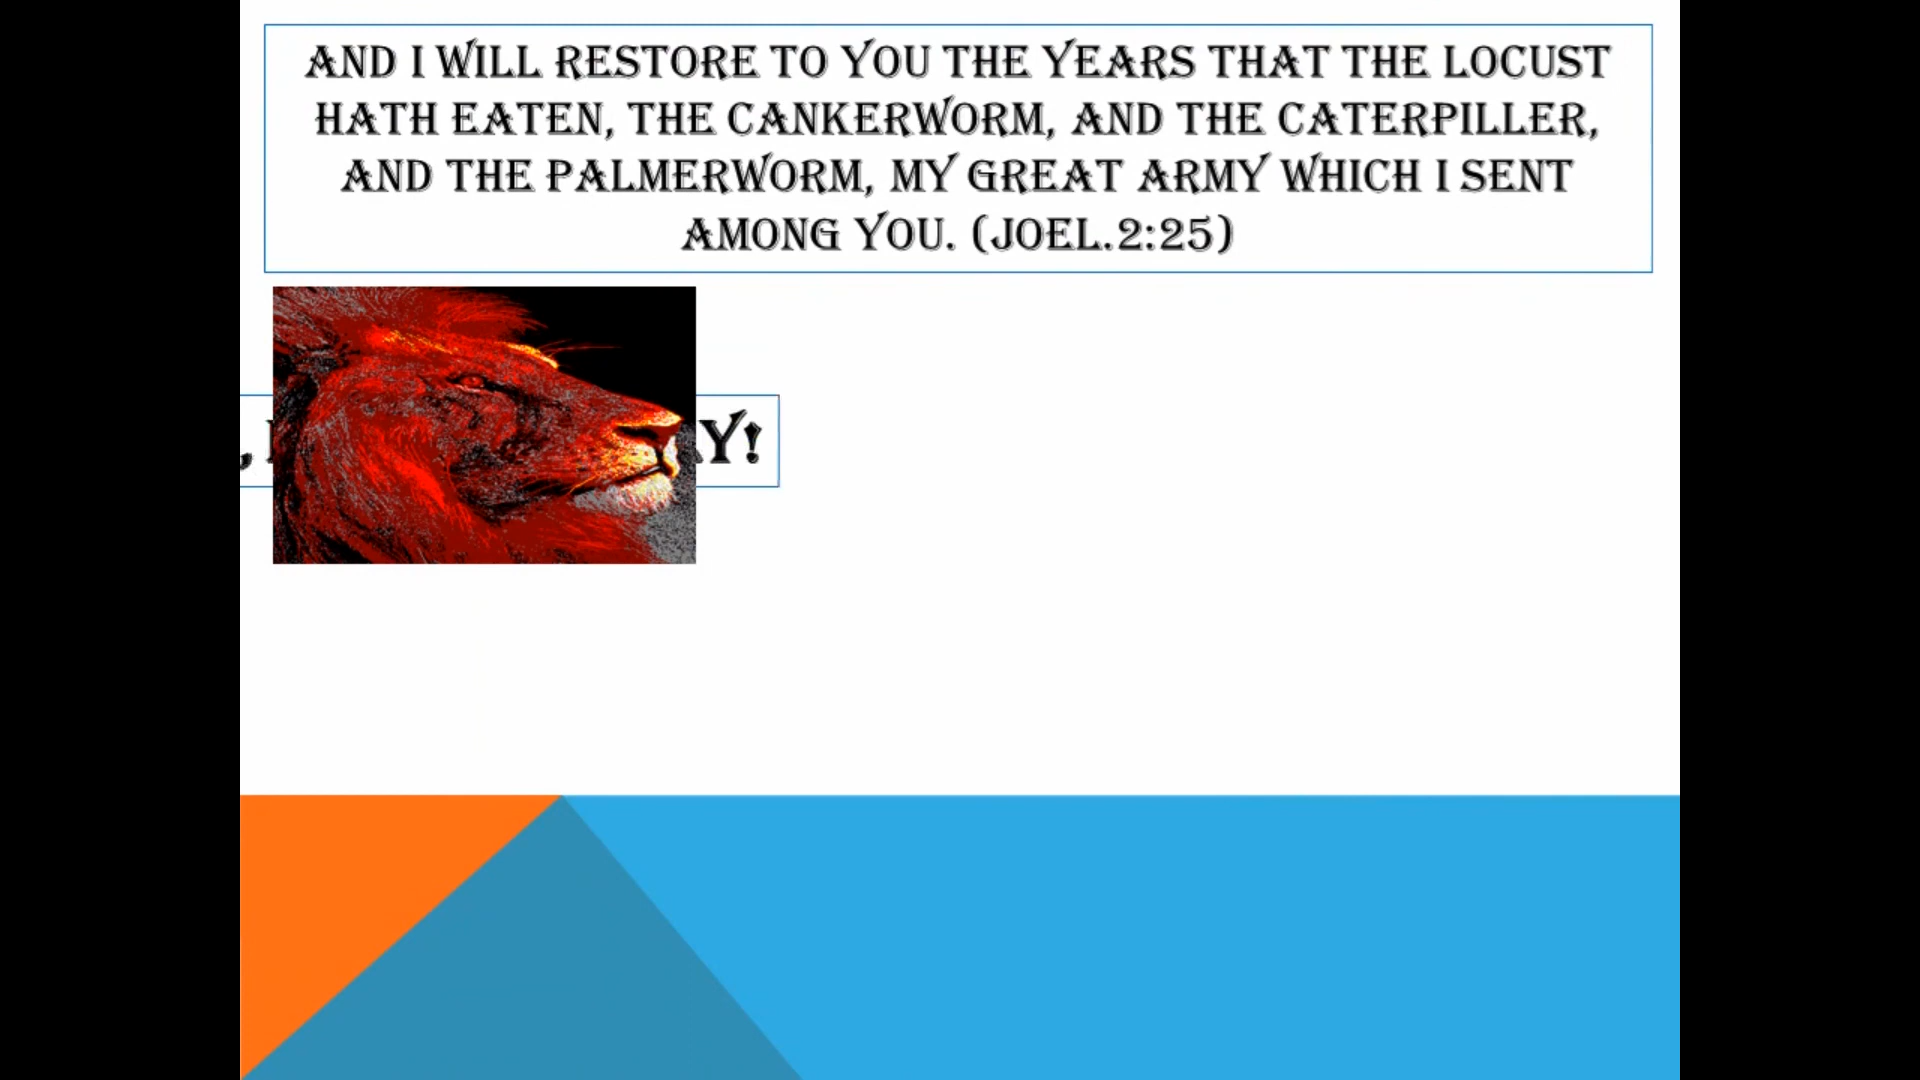 AND I WILL RESTORE TO YOU THE YEARS THAT THE LOCUST
HATH EATEN, THE CANKERWORM, AND THE CATERPILLER,
AND THE PALMERWORM, MY GREAT ARMY WHICH I SENT
AMONG YOU. (JOEL.2:25)